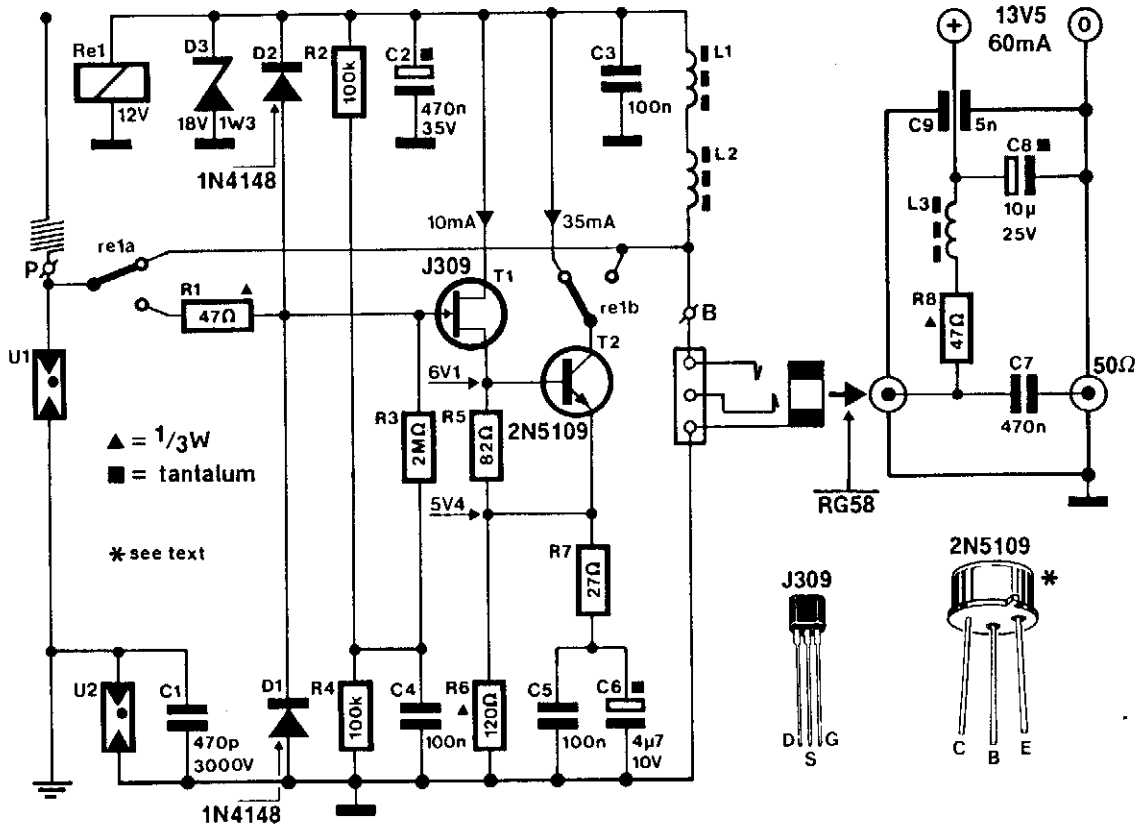 Re1
12V
D3
18V 1W3
D2
1N4148
R2
100k
C2
470n
35V
C3
100n
L1
L2
+ 13V5 0
60mA
C9
5n
C8
10µ
25V
L3
R8
47Ω
C7
470n
50Ω
RG58
re1a
P
R1
47Ω
10mA
35mA
J309
T1
re1b
B
T2
2N5109
U1
6V1
R3
2MΩ
R5
82Ω
▲ = 1/3W
■ = tantalum
5V4
* see text
R7
27Ω
U2
C1
470p
3000V
D1
1N4148
R4
100k
C4
100n
R6
120Ω
C5
100n
C6
4µ7
10V
J309
D
S
G
2N5109
*
C
B
E